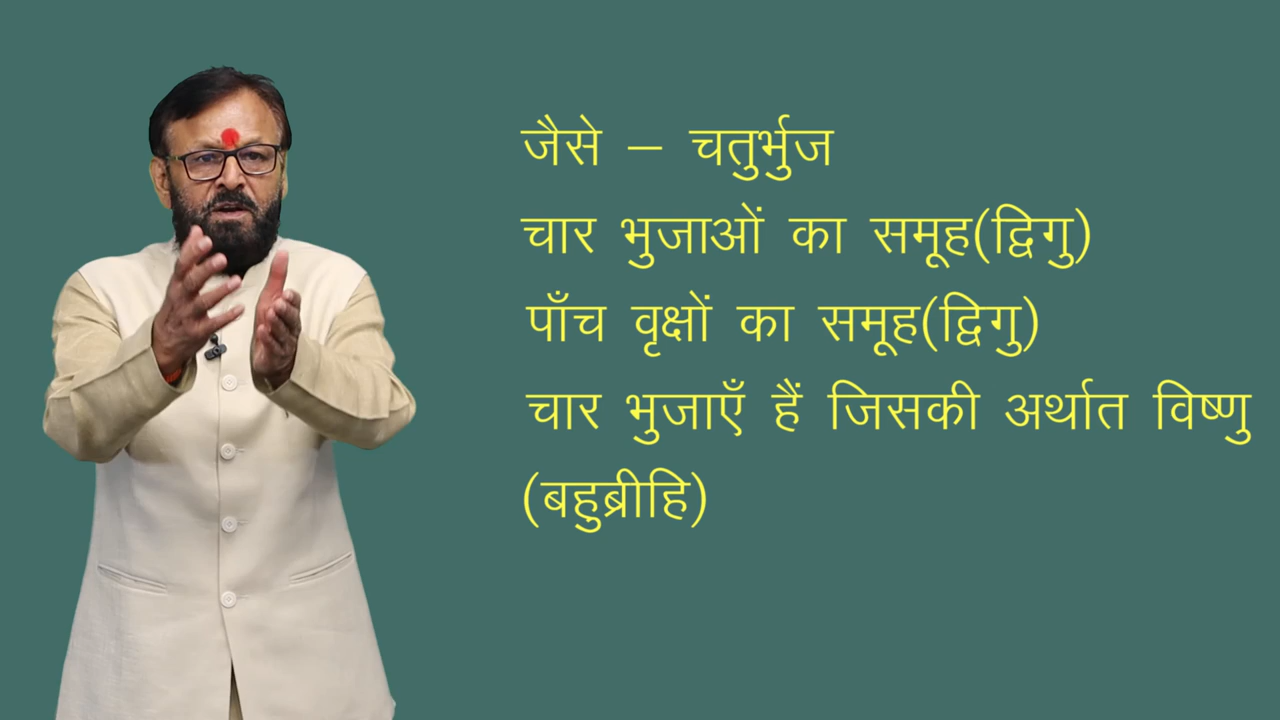 जैसे – चतुर्भुज
चार भुजाओं का समूह(द्विगु)
पाँच वृक्षों का समूह(द्विगु)
चार भुजाएँ हैं जिसकी अर्थात विष्णु
(बहुब्रीहि)